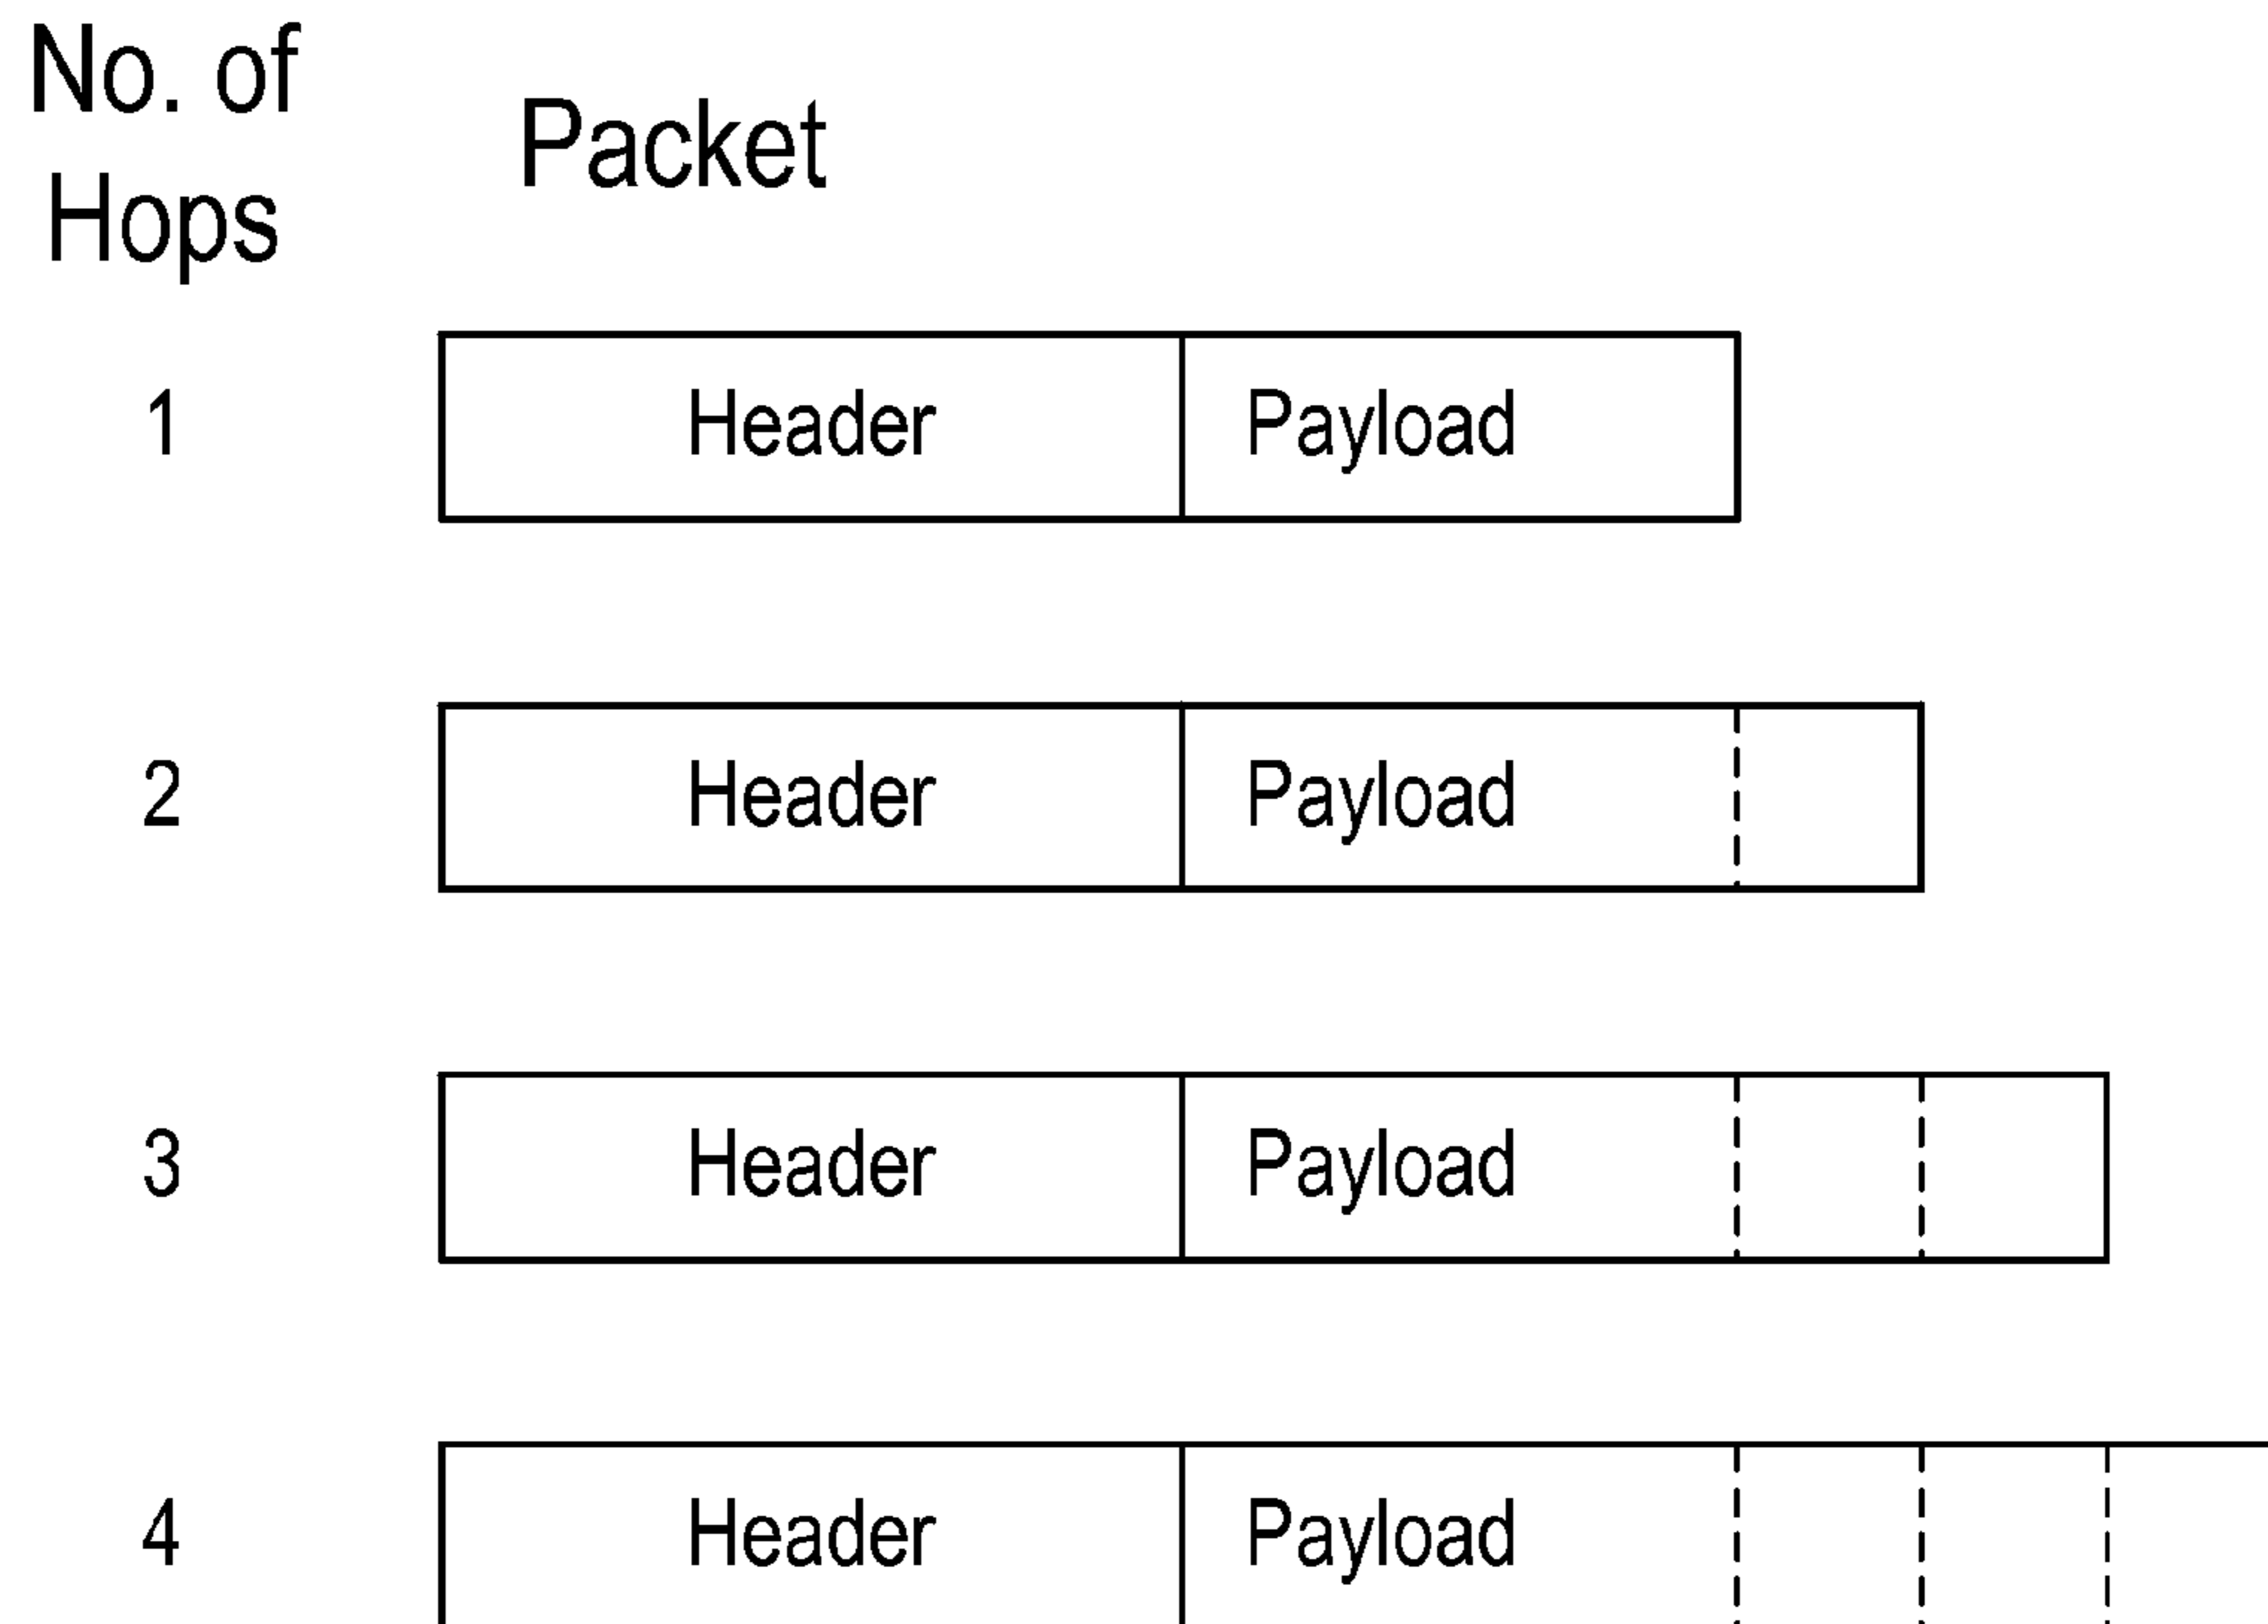 No. of
Hops
Packet
1 Header Payload
2 Header Payload
3 Header Payload
4 Header Payload